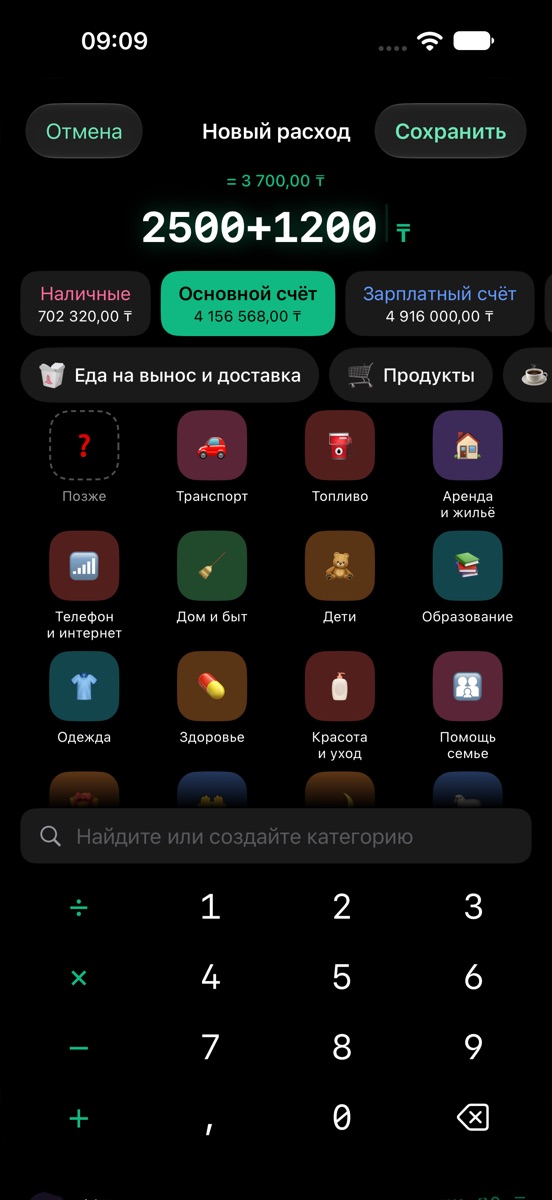 09:09
Отмена
Новый расход
Сохранить
= 3 700,00 ₸
2500+1200 ₸
Наличные
702 320,00 ₸
Основной счёт
4 156 568,00 ₸
Зарплатный счёт
4 916 000,00 ₸
Еда на вынос и доставка
Продукты
?
Позже
Транспорт
Топливо
Аренда
и жильё
Телефон
и интернет
Дом и быт
Дети
Образование
Одежда
Здоровье
Красота
и уход
Помощь
семье
Найдите или создайте категорию
÷ 1 2 3
× 4 5 6
− 7 8 9
+ , 0